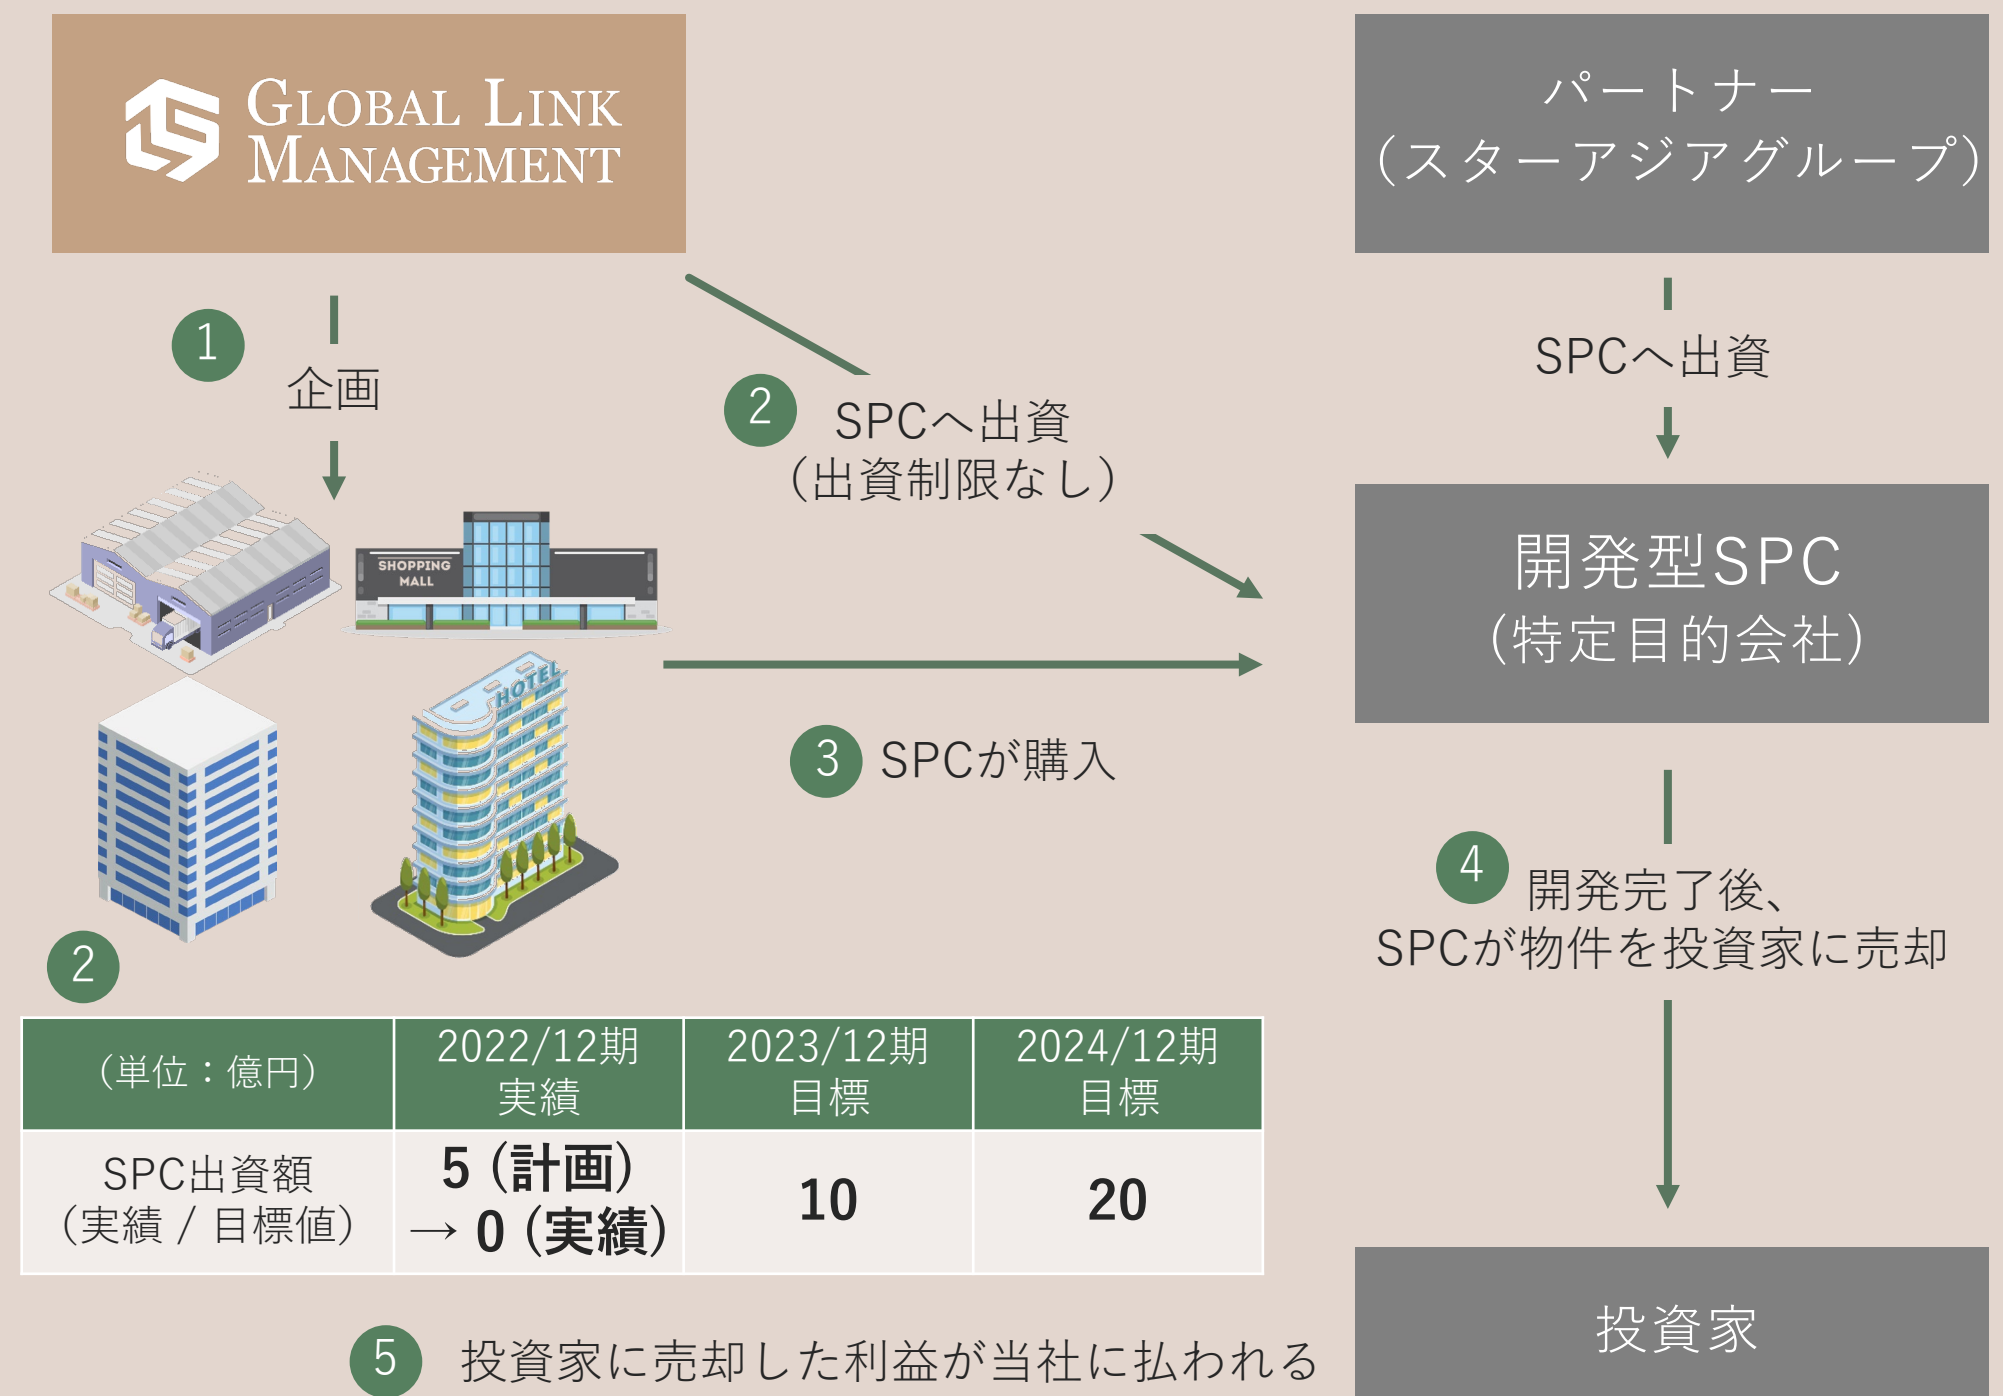 GLOBAL LINK
MANAGEMENT
パートナー
（スターアジアグループ）
1
企画
2
SPCへ出資
（出資制限なし）
SPCへ出資
SHOPPING
MALL
HOTEL
開発型SPC
（特定目的会社）
3
SPCが購入
4
開発完了後、
SPCが物件を投資家に売却
2
（単位：億円）
2022/12期
実績
2023/12期
目標
2024/12期
目標
SPC出資額
（実績 / 目標値）
5 (計画)
→ 0 (実績)
10
20
5
投資家に売却した利益が当社に払われる
投資家